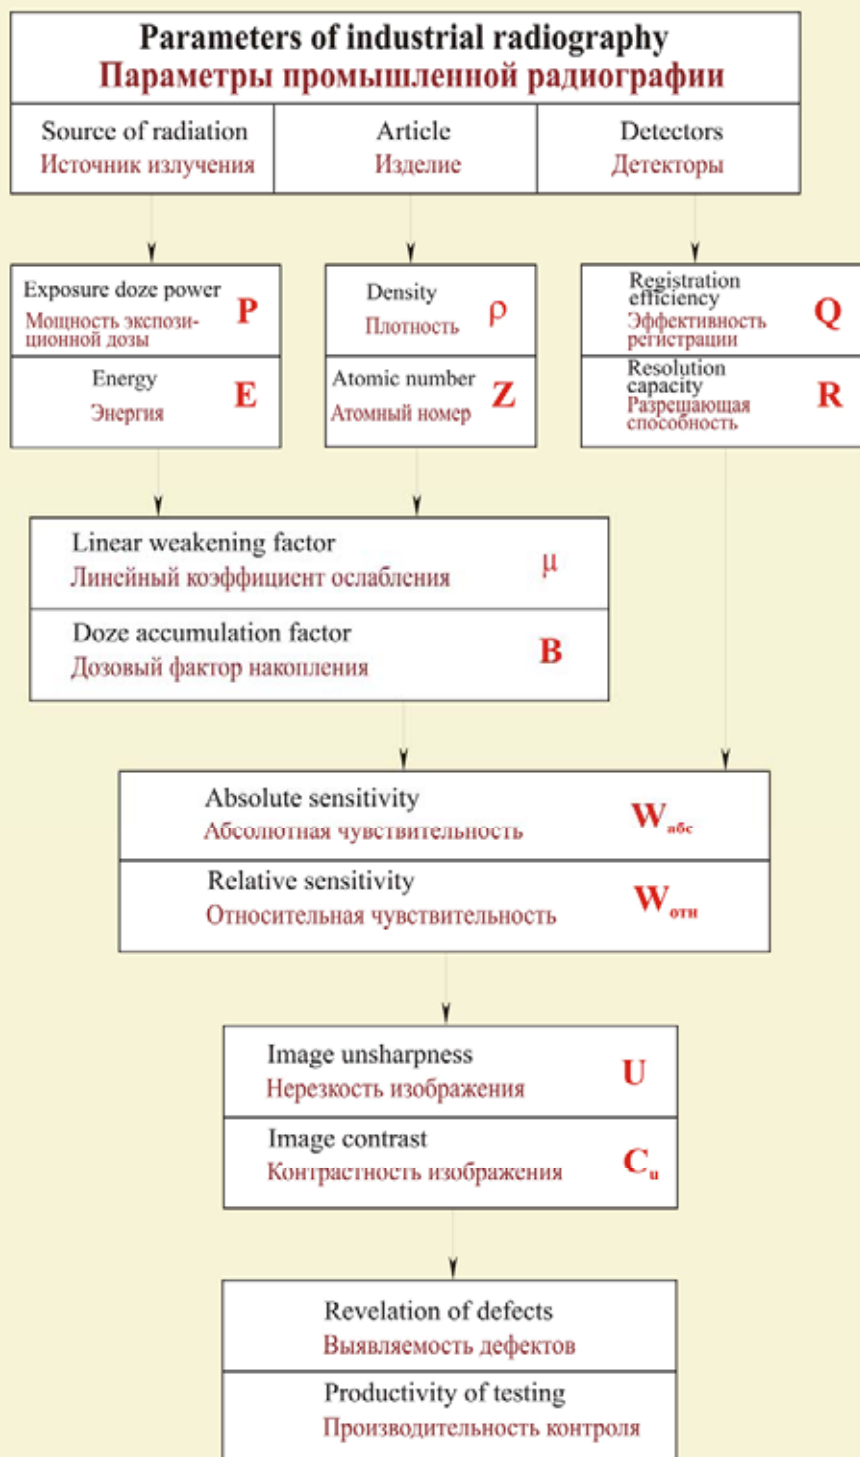 Parameters of industrial radiography
Параметры промышленной радиографии
Source of radiation
Источник излучения
Article
Изделие
Detectors
Детекторы
Exposure doze power
Мощность экспози-
ционной дозы
P
Energy
Энергия
E
Density
Плотность
ρ
Atomic number
Атомный номер
Z
Registration
efficiency
Эффективность
регистрации
Q
Resolution
capacity
Разрешающая
способность
R
Linear weakening factor
Линейный коэффициент ослабления
μ
Doze accumulation factor
Дозовый фактор накопления
B
Absolute sensitivity
Абсолютная чувствительность
Wабс
Relative sensitivity
Относительная чувствительность
Wотн
Image unsharpness
Нерезкость изображения
U
Image contrast
Контрастность изображения
Cи
Revelation of defects
Выявляемость дефектов
Productivity of testing
Производительность контроля